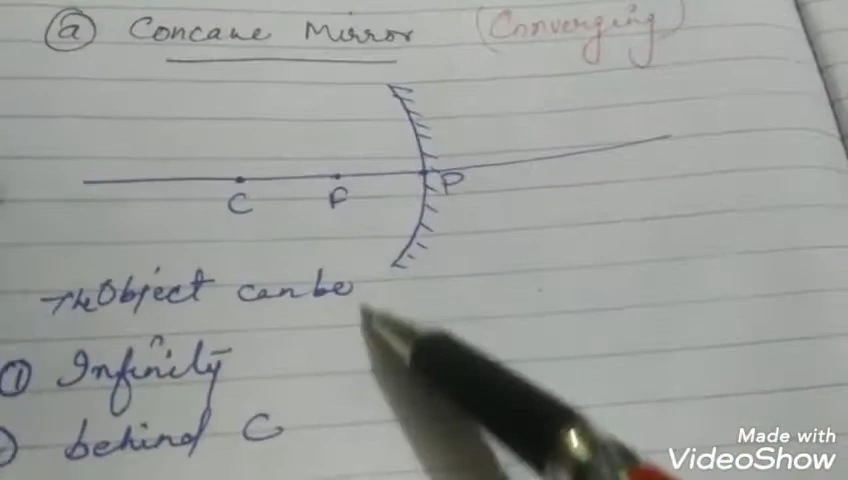 (a) Concave Mirror (Converging)
C F P
→ The Object can be
① Infinity
behind C
Made with
VideoShow